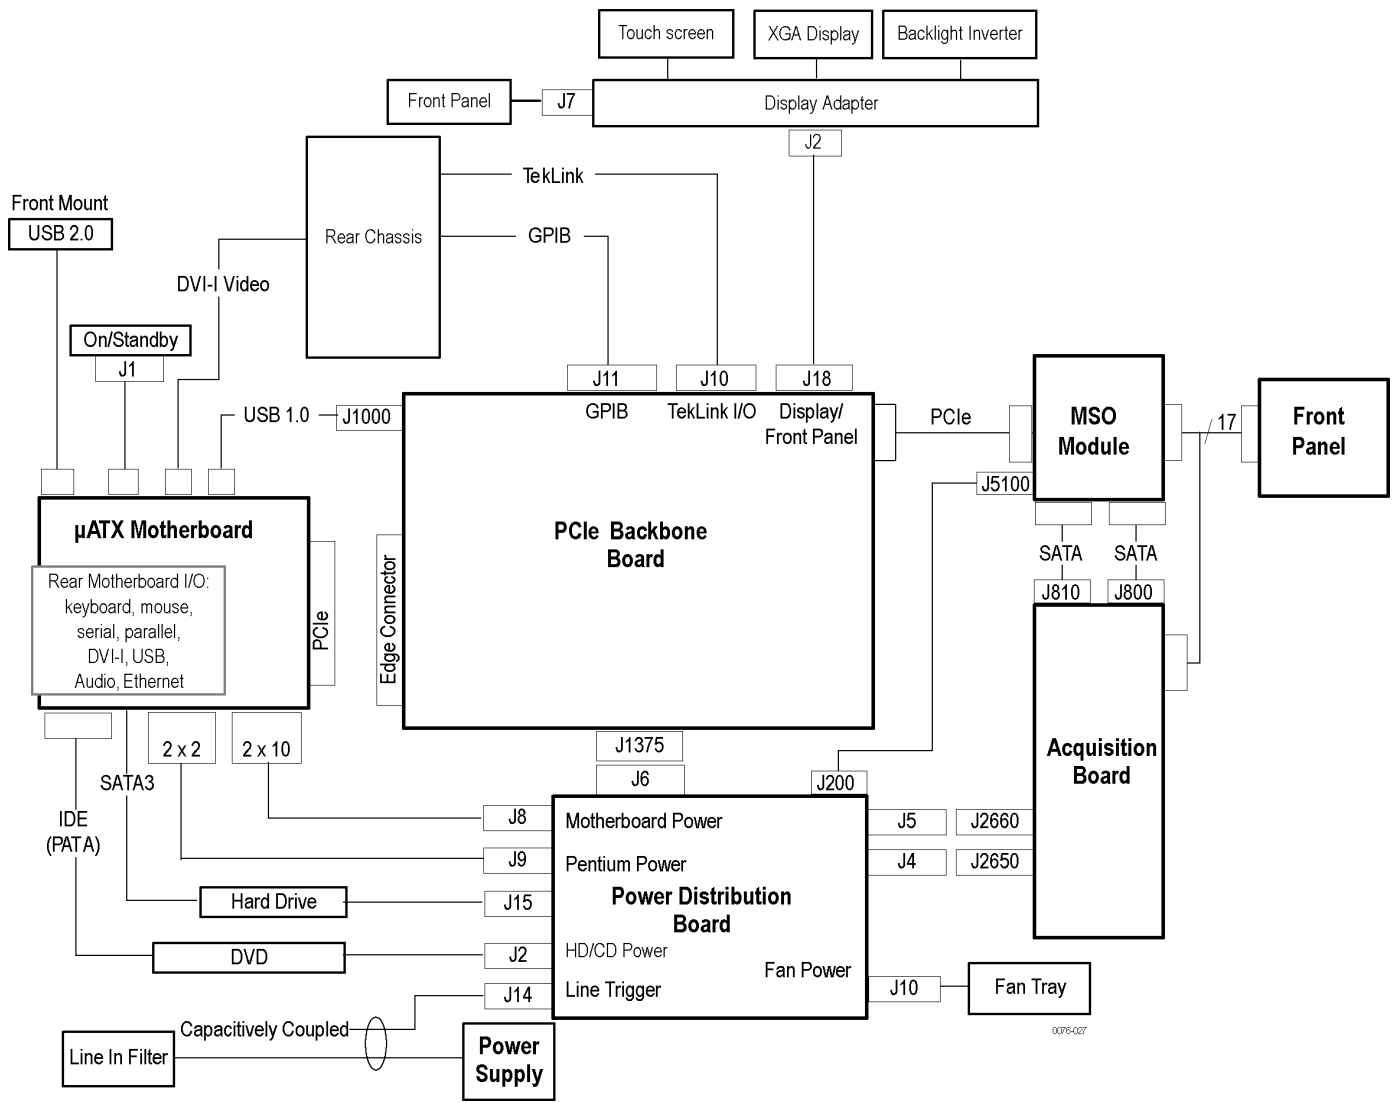 Touch screen
XGA Display
Backlight Inverter
Front Panel
J7
Display Adapter
J2
TekLink
Front Mount
USB 2.0
Rear Chassis
GPIB
DVI-I Video
On/Standby
J1
J11
J10
J18
USB 1.0
J1000
GPIB
TekLink I/O
Display/
Front Panel
PCIe
MSO
Module
17
Front
Panel
J5100
µATX Motherboard
PCIe Backbone
Board
SATA
SATA
Rear Motherboard I/O:
keyboard, mouse,
serial, parallel,
DVI-I, USB,
Audio, Ethernet
PCIe
Edge Connector
J810
J800
2 x 2
2 x 10
J1375
J6
J200
Acquisition
Board
SATA3
IDE
(PATA)
J8
Motherboard Power
J5
J2660
J9
Pentium Power
J4
J2650
Hard Drive
J15
Power Distribution
Board
DVD
J2
HD/CD Power
Fan Power
J14
Line Trigger
J10
Fan Tray
Capacitively Coupled
Line In Filter
Power
Supply
0076-027